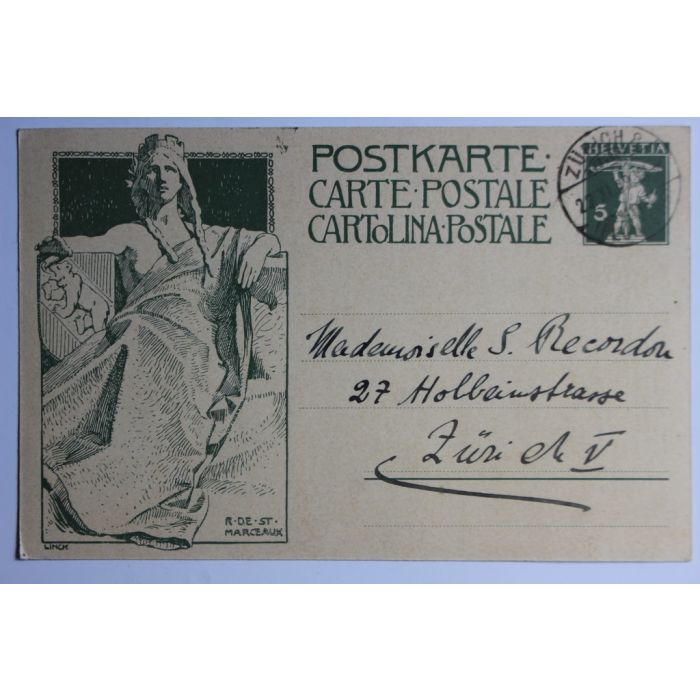 POSTKARTE·
CARTE·POSTALE
CARTOLINA·POSTALE
HELVETIA
5
Mademoiselle S. Recordon
27 Holbeinstrasse
Zürich V
R·DE·ST·
MARCEAUX
LINCK